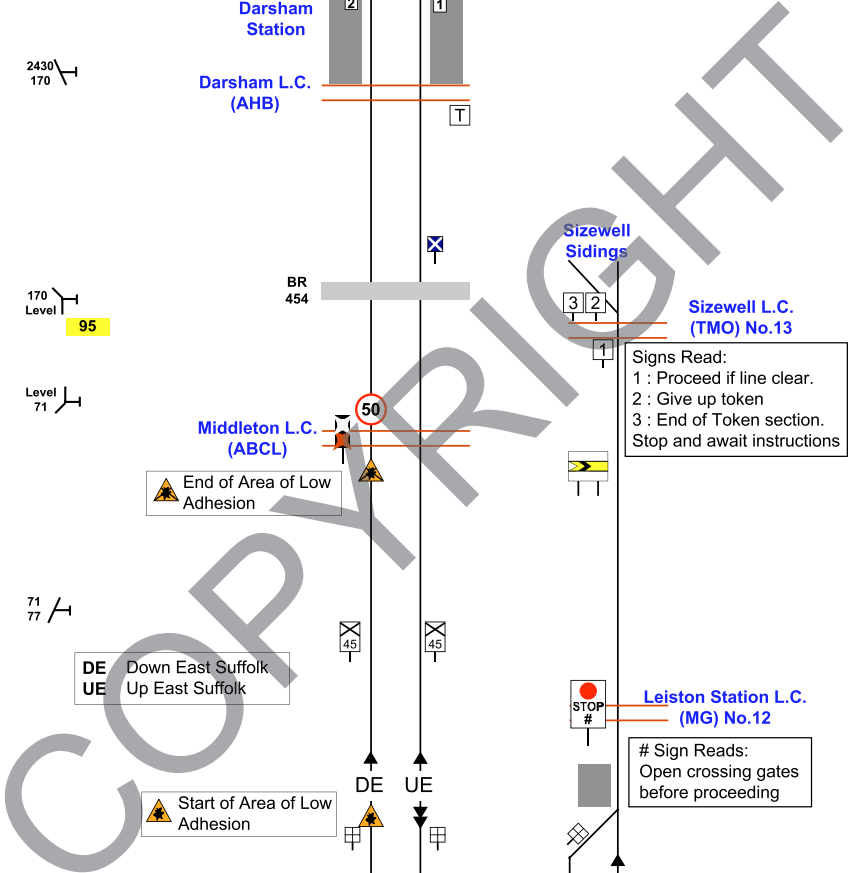 2
1
Darsham
Station
2430
170
Darsham L.C.
(AHB)
T
Sizewell
Sidings
BR
454
170
Level
95
3
2
Sizewell L.C.
(TMO) No.13
1
Signs Read:
1 : Proceed if line clear.
2 : Give up token
3 : End of Token section.
Stop and await instructions
Level
71
50
Middleton L.C.
(ABCL)
End of Area of Low
Adhesion
71
77
45
45
DE Down East Suffolk
UE Up East Suffolk
STOP
#
Leiston Station L.C.
(MG) No.12
# Sign Reads:
Open crossing gates
before proceeding
DE
UE
Start of Area of Low
Adhesion
COPYRIGHT